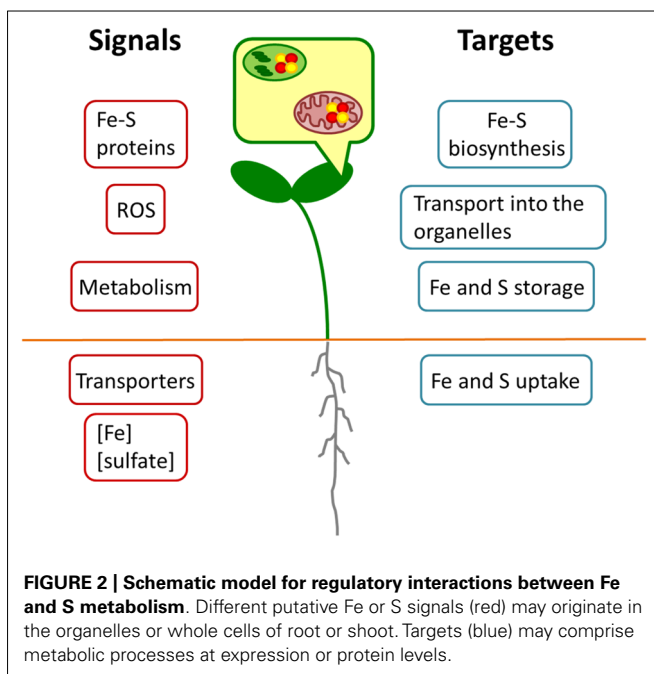 Signals
Targets
Fe-S
proteins
ROS
Metabolism
Transporters
[Fe]
[sulfate]
Fe-S
biosynthesis
Transport into the
organelles
Fe and S storage
Fe and S uptake
FIGURE 2 | Schematic model for regulatory interactions between Fe
and S metabolism. Different putative Fe or S signals (red) may originate in
the organelles or whole cells of root or shoot. Targets (blue) may comprise
metabolic processes at expression or protein levels.